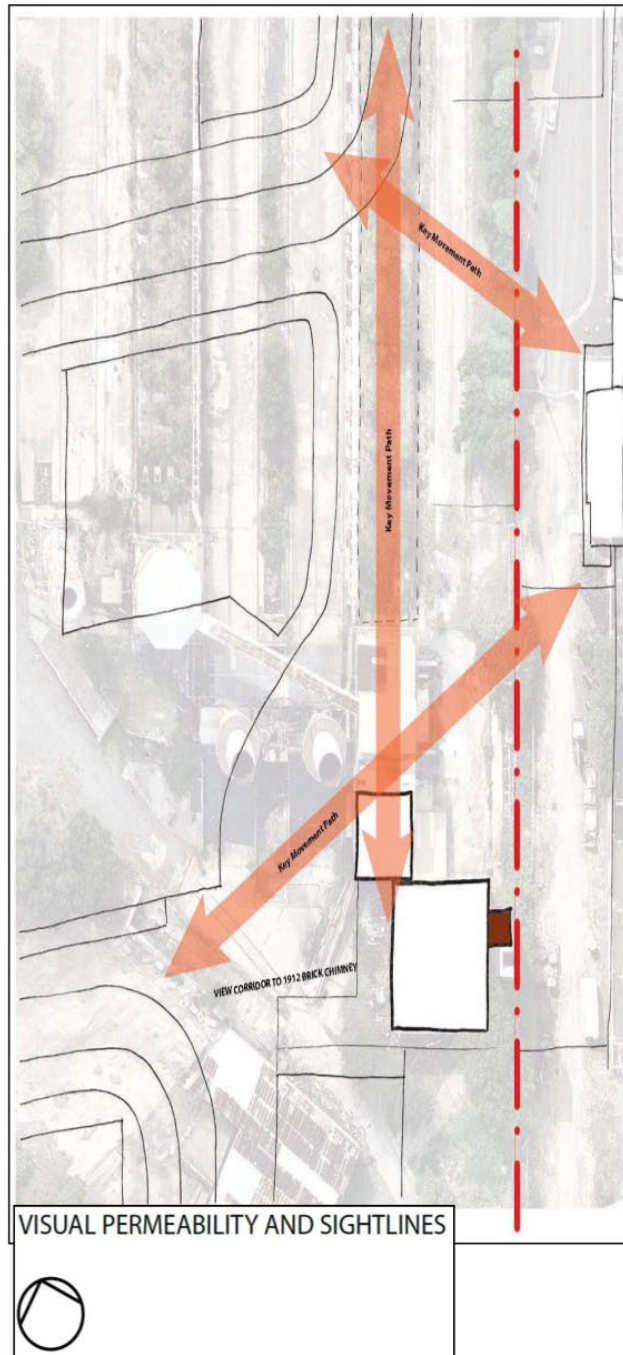 Key Movement Path
Key Movement Path
Key Movement Path
VIEW CORRIDOR TO 1912 BRICK CHIMNEY
VISUAL PERMEABILITY AND SIGHTLINES